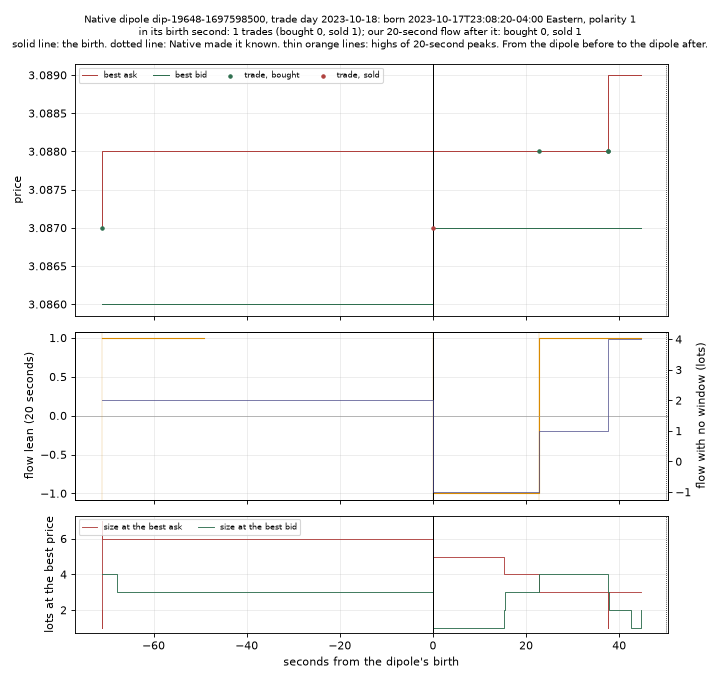 Native dipole dip-19648-1697598500, trade day 2023-10-18: born 2023-10-17T23:08:20-04:00 Eastern, polarity 1
in its birth second: 1 trades (bought 0, sold 1); our 20-second flow after it: bought 0, sold 1
solid line: the birth. dotted line: Native made it known. thin orange lines: highs of 20-second peaks. From the dipole before to the dipole after.
best ask best bid trade, bought trade, sold
3.0890
3.0885
3.0880
3.0875
3.0870
3.0865
3.0860
price
1.0
0.5
0.0
−0.5
−1.0
flow lean (20 seconds)
4
3
2
1
0
−1
flow with no window (lots)
size at the best ask size at the best bid
6
4
2
lots at the best price
−60 −40 −20 0 20 40
seconds from the dipole's birth